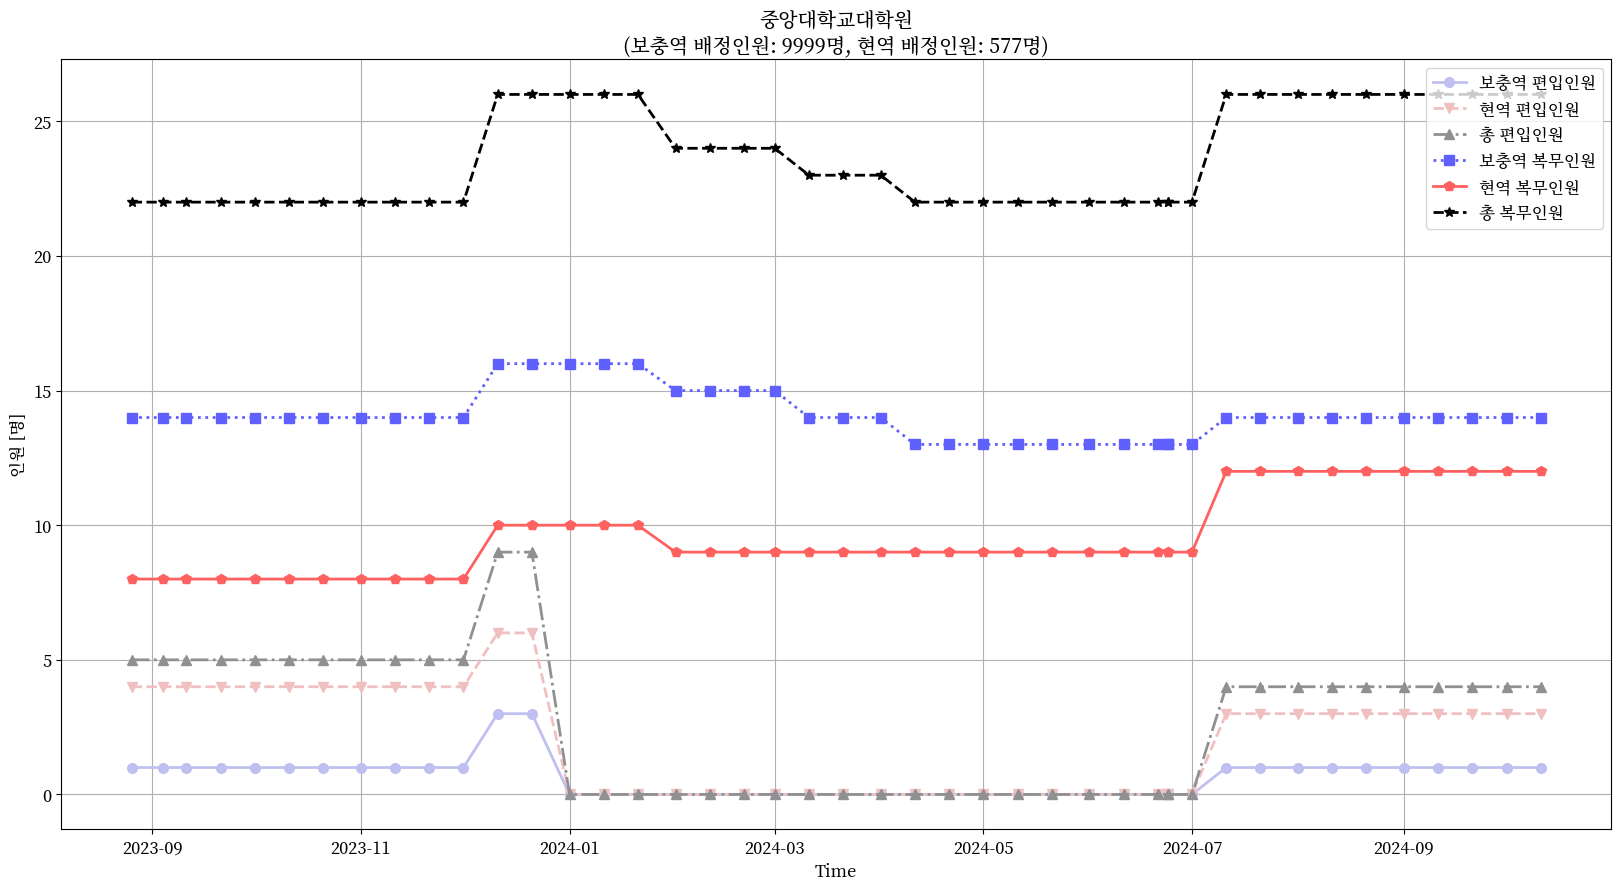 중앙대학교대학원
(보충역 배정인원: 9999명, 현역 배정인원: 577명)
보충역 편입인원
현역 편입인원
총 편입인원
보충역 복무인원
현역 복무인원
총 복무인원
인원 [명]
25
20
15
10
5
0
2023-09
2023-11
2024-01
2024-03
2024-05
2024-07
2024-09
Time